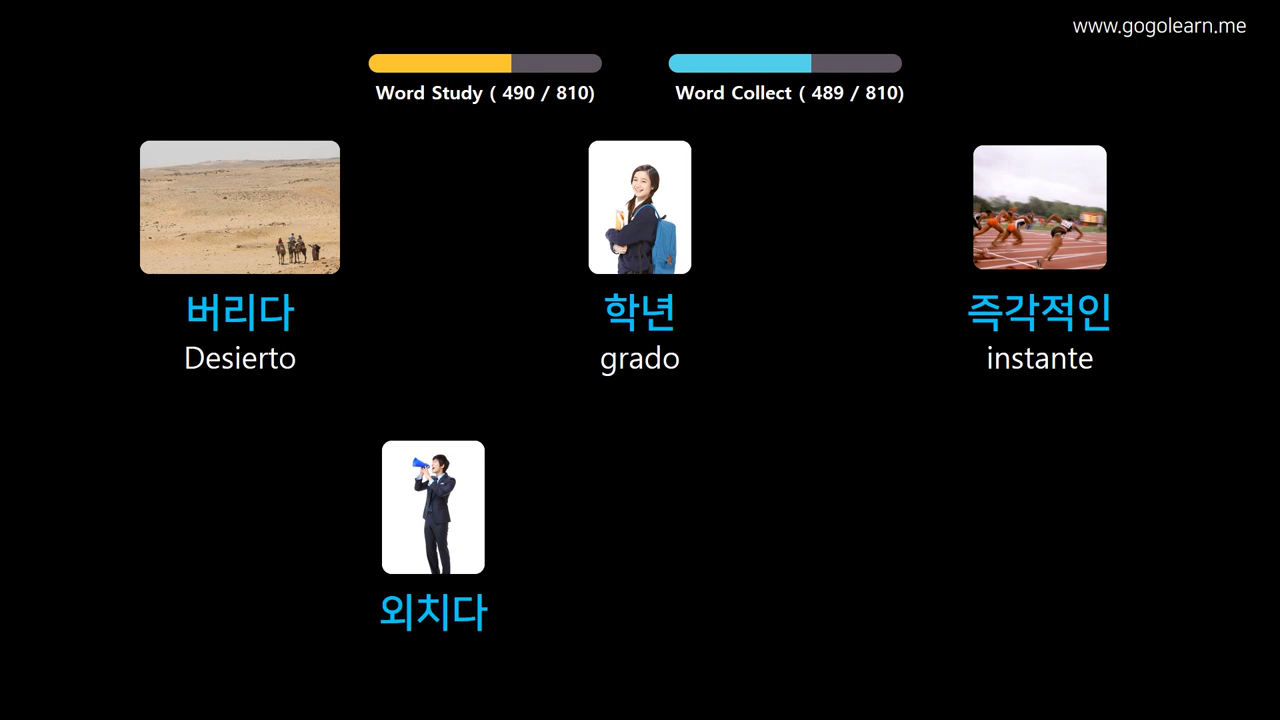 www.gogolearn.me
Word Study ( 490 / 810)
Word Collect ( 489 / 810)
버리다
Desierto
학년
grado
즉각적인
instante
외치다